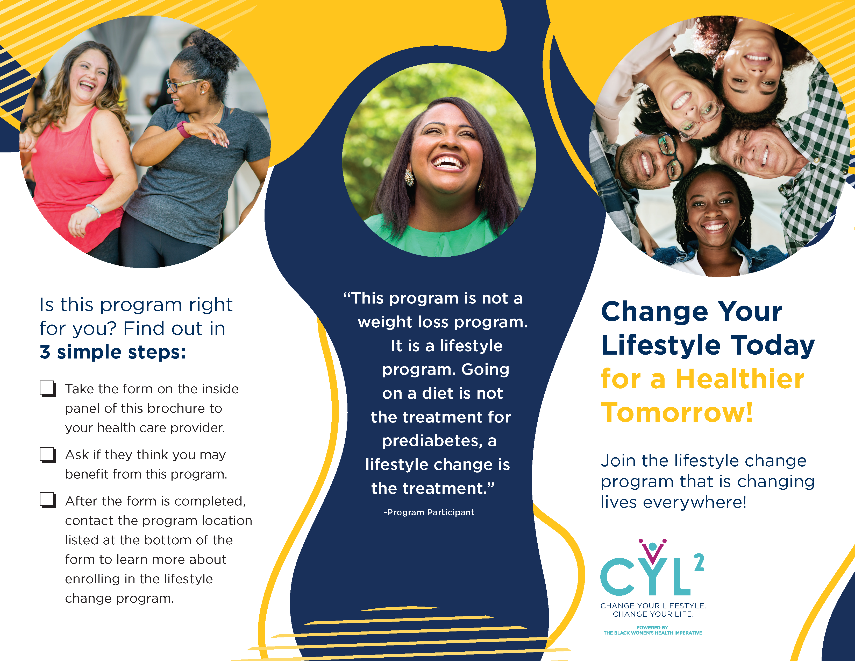 Is this program right
for you? Find out in
3 simple steps:
Take the form on the inside
panel of this brochure to
your health care provider.
Ask if they think you may
benefit from this program.
After the form is completed,
contact the program location
listed at the bottom of the
form to learn more about
enrolling in the lifestyle
change program.
“This program is not a
weight loss program.
It is a lifestyle
program. Going
on a diet is not
the treatment for
prediabetes, a
lifestyle change is
the treatment.”
-Program Participant
Change Your
Lifestyle Today
for a Healthier
Tomorrow!
Join the lifestyle change
program that is changing
lives everywhere!
CYL2
CHANGE YOUR LIFESTYLE
CHANGE YOUR LIFE
POWERED BY
THE BLACK WOMEN'S HEALTH IMPERATIVE